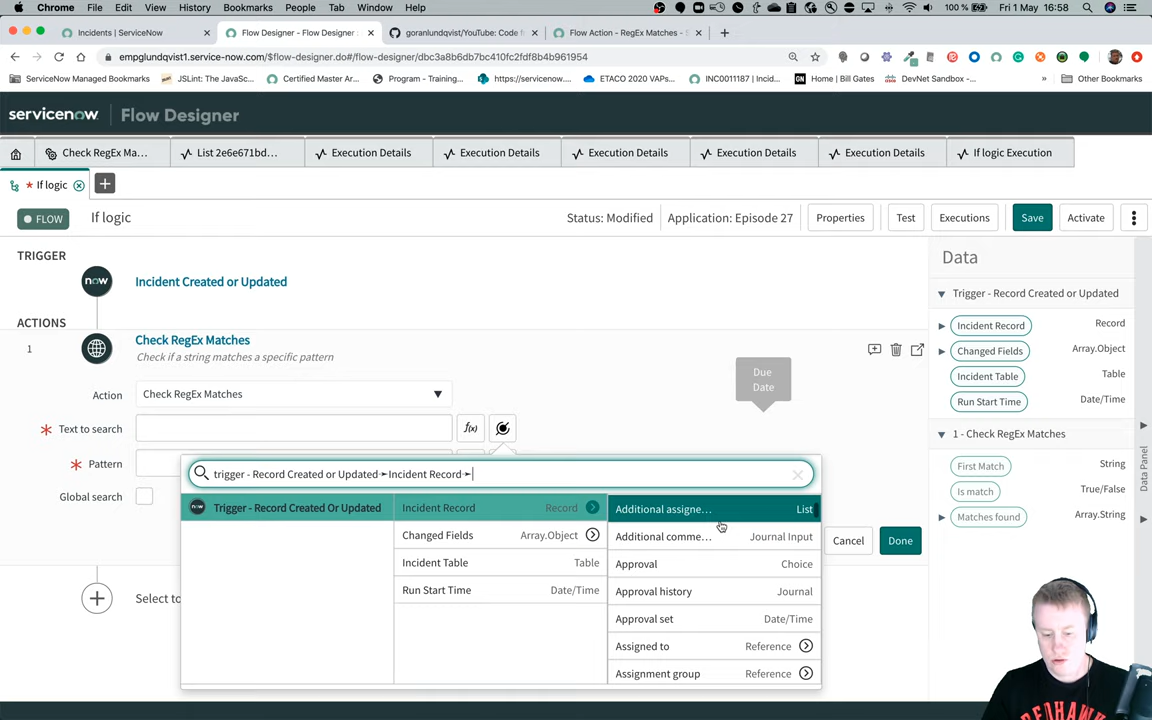 Chrome File Edit View History Bookmarks People Tab Window Help 100 % Fri 1 May 16:58
Incidents | ServiceNow × Flow Designer - Flow Designer × goranlundqvist1/YouTube: Code × Flow Action - RegEx Matches - S × +
empglundqvist1.service-now.com/$flow-designer.do#/flow-designer/dbc3a8b6db7bc410fc2fdf4b961954
ServiceNow Managed Bookmarks JSLint: The JavaSc... Certified Master Ar... Program - Training... https://servicenow.... ETACO 2020 VAPs... INC0011187 | Incid... Home | Bill Gates DevNet Sandbox -... » Other Bookmarks
servicenow Flow Designer
Check RegEx Ma... List 2e6e671bd... Execution Details Execution Details Execution Details Execution Details Execution Details If logic Execution
* If logic +
FLOW If logic Status: Modified Application: Episode 27 Properties Test Executions Save Activate
TRIGGER
now Incident Created or Updated
ACTIONS
1 Check RegEx Matches
Check if a string matches a specific pattern
Action Check RegEx Matches
* Text to search f(x)
* Pattern
Global search
Due
Date
trigger - Record Created or Updated➛Incident Record➛
now Trigger - Record Created Or Updated Incident Record Record Additional assigne... List
Changed Fields Array.Object Additional comme... Journal Input
Incident Table Table Approval Choice
Run Start Time Date/Time Approval history Journal
Approval set Date/Time
Assigned to Reference
Assignment group Reference
Cancel Done
Select to
Data
Trigger - Record Created or Updated
Incident Record Record
Changed Fields Array.Object
Incident Table Table
Run Start Time Date/Time
1 - Check RegEx Matches
First Match String
Is match True/False
Matches found Array.String
Data Panel
REDHAWKS